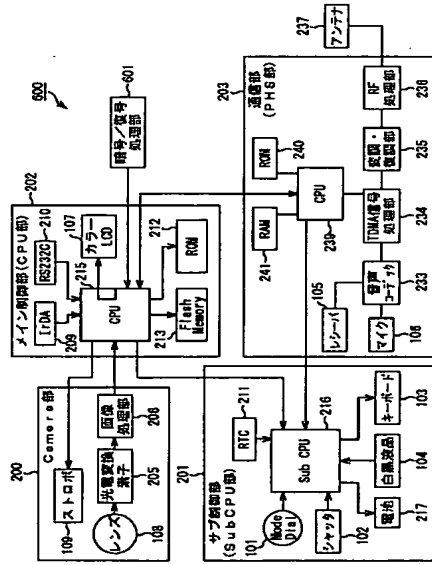 600
601
暗号/復号
処理部
202
メイン制御部(CPU部)
210
RS232C
IrDA
209
107
カラー
LCD
215
CPU
212
ROM
213
Flash
Memory
200
Camera部
ストロボ
109
光電変換
素子
205
画像
処理部
206
レンズ
108
203
通信部
(PHS部)
237
アンテナ
ROM
240
RAM
241
CPU
239
RF
処理部
236
変調・
復調部
235
TDMA信号
処理部
234
音声
コーデック
233
105
レシーバ
マイク
106
201
サブ制御部
(SubCPU部)
211
RTC
216
Sub CPU
101
Mode
Dial
シャッタ
102
キーボード
103
白黒液晶
104
電池
217